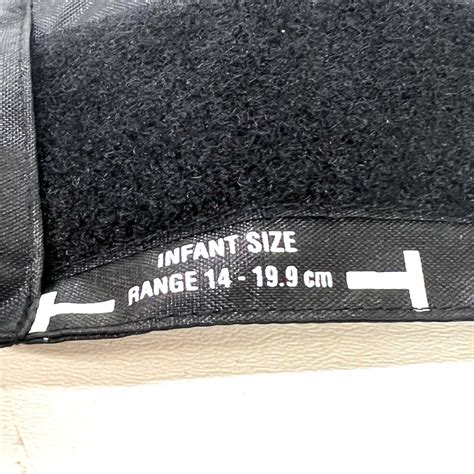 INFANT SIZE
RANGE 14 - 19.9 cm